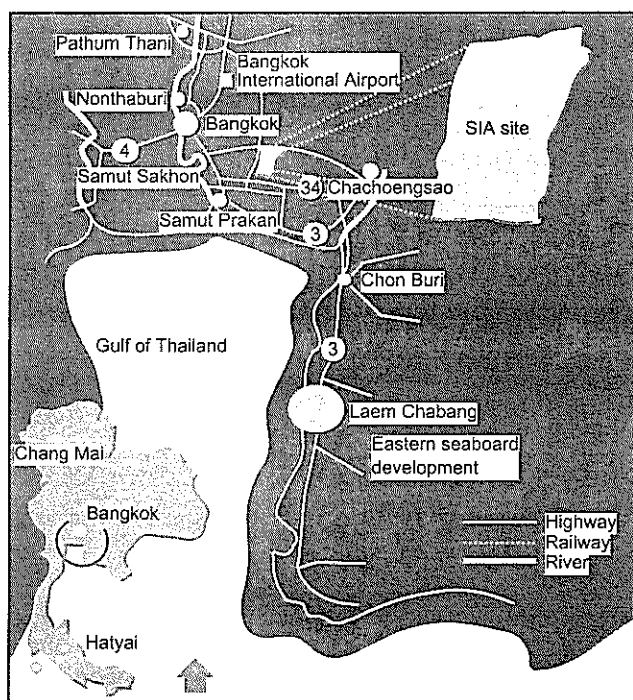 Pathum Thani
Bangkok
International Airport
Nonthaburi
Bangkok
SIA site
4
Samut Sakhon
34
Chachoengsao
Samut Prakan
3
Chon Buri
Gulf of Thailand
3
Laem Chabang
Chang Mai
Eastern seaboard
development
Bangkok
Highway
Railway
River
Hatyai